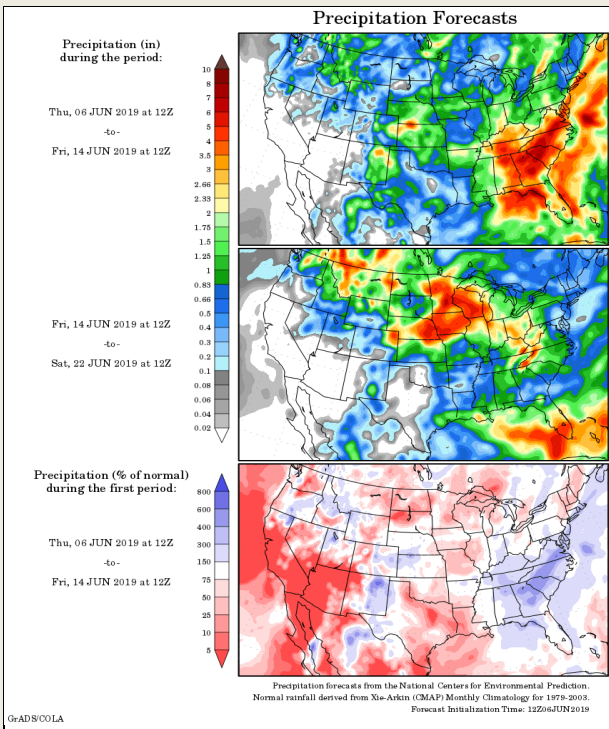 Precipitation Forecasts
Precipitation (in)
during the period:
Thu, 06 JUN 2019 at 12Z
-to-
Fri, 14 JUN 2019 at 12Z
10
8
7
6
5
4
3.5
3
2.66
2.33
2
1.75
1.5
1.25
1
0.83
0.66
0.5
0.4
0.3
0.2
0.1
0.08
0.06
0.04
0.02
Fri, 14 JUN 2019 at 12Z
-to-
Sat, 22 JUN 2019 at 12Z
Precipitation (% of normal)
during the first period:
Thu, 06 JUN 2019 at 12Z
-to-
Fri, 14 JUN 2019 at 12Z
800
600
400
300
150
75
50
25
10
5
Precipitation forecasts from the National Centers for Environmental Prediction.
Normal rainfall derived from Xie-Arkin (CMAP) Monthly Climatology for 1979-2003.
Forecast Initialization Time: 12Z06JUN2019
GrADS/COLA